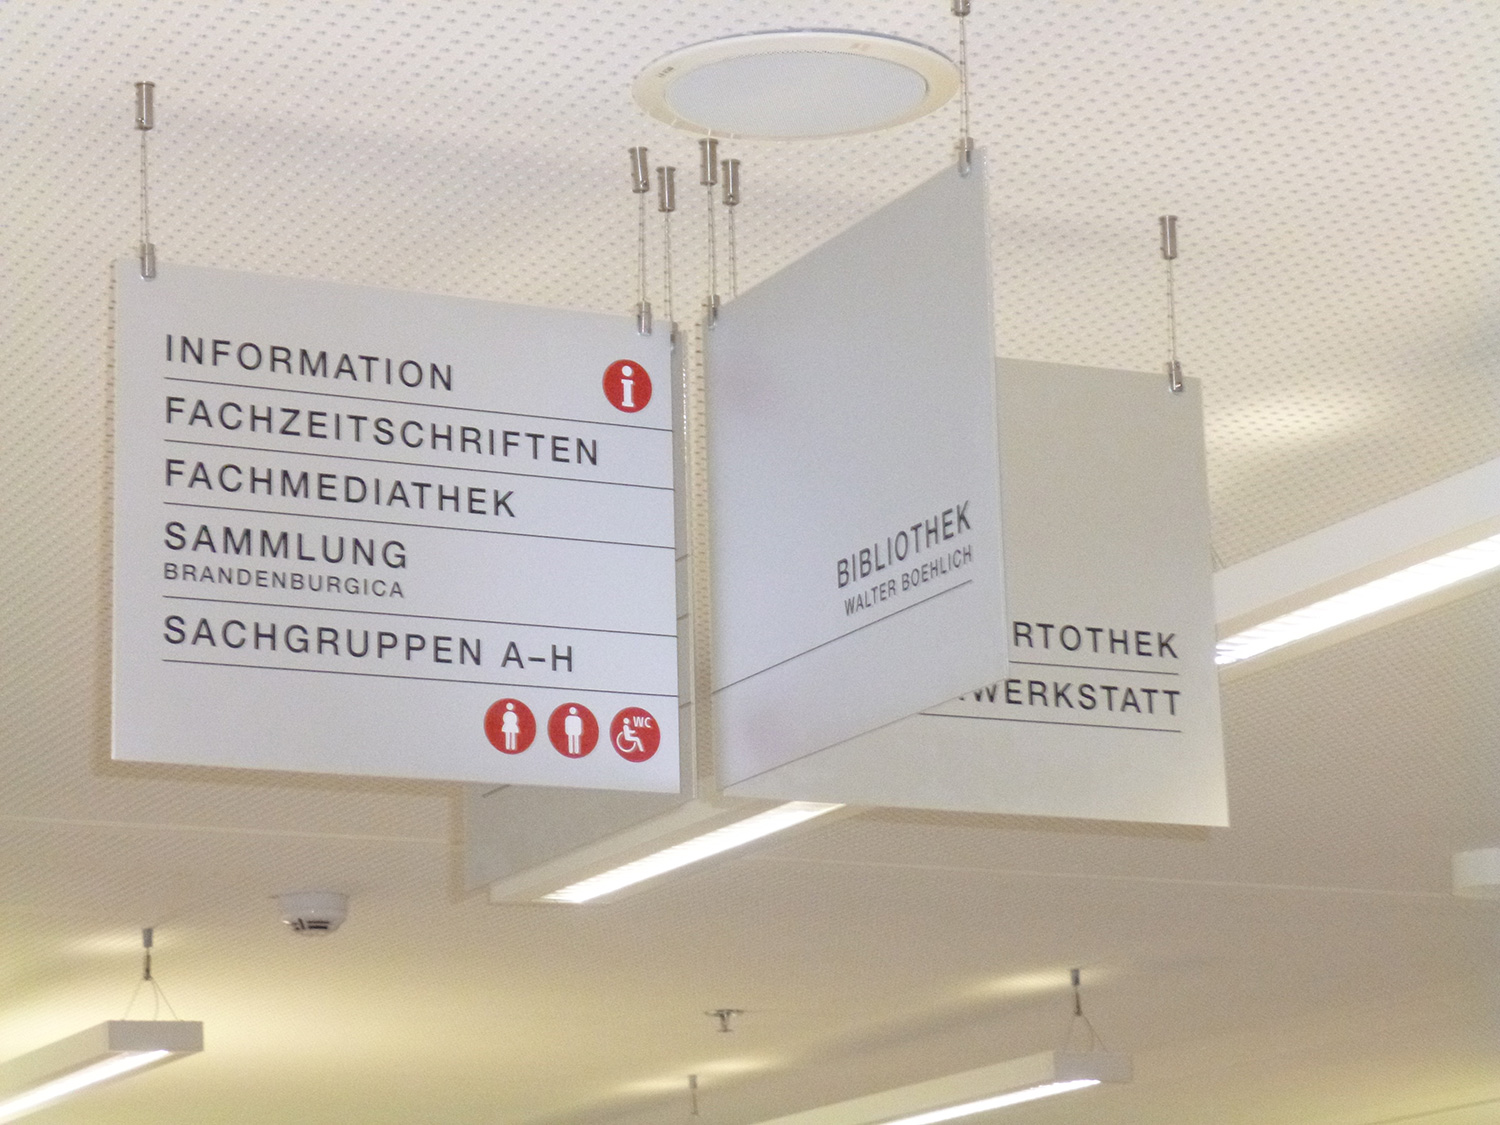 INFORMATION
FACHZEITSCHRIFTEN
FACHMEDIATHEK
SAMMLUNG
BRANDENBURGICA
SACHGRUPPEN A–H
WC
BIBLIOTHEK
WALTER BOEHLICH
RTOTHEK
WERKSTATT